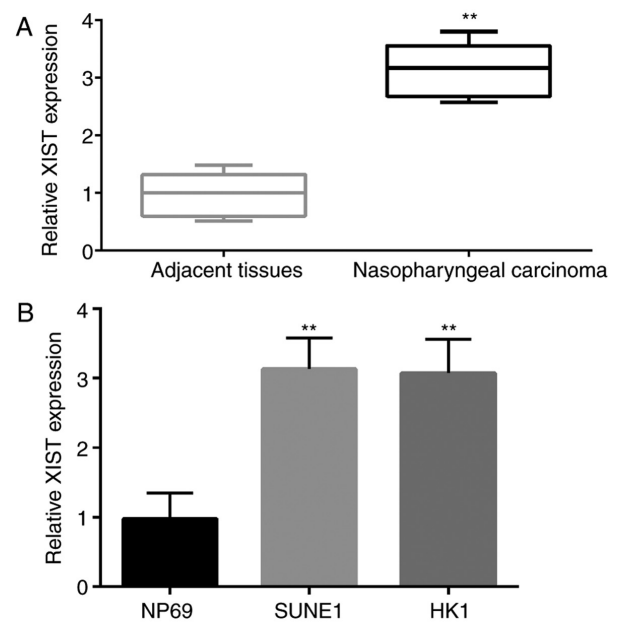 A
Relative XIST expression
4
3
2
1
0
**
Adjacent tissues
Nasopharyngeal carcinoma
B
Relative XIST expression
4
3
2
1
0
**
**
NP69
SUNE1
HK1